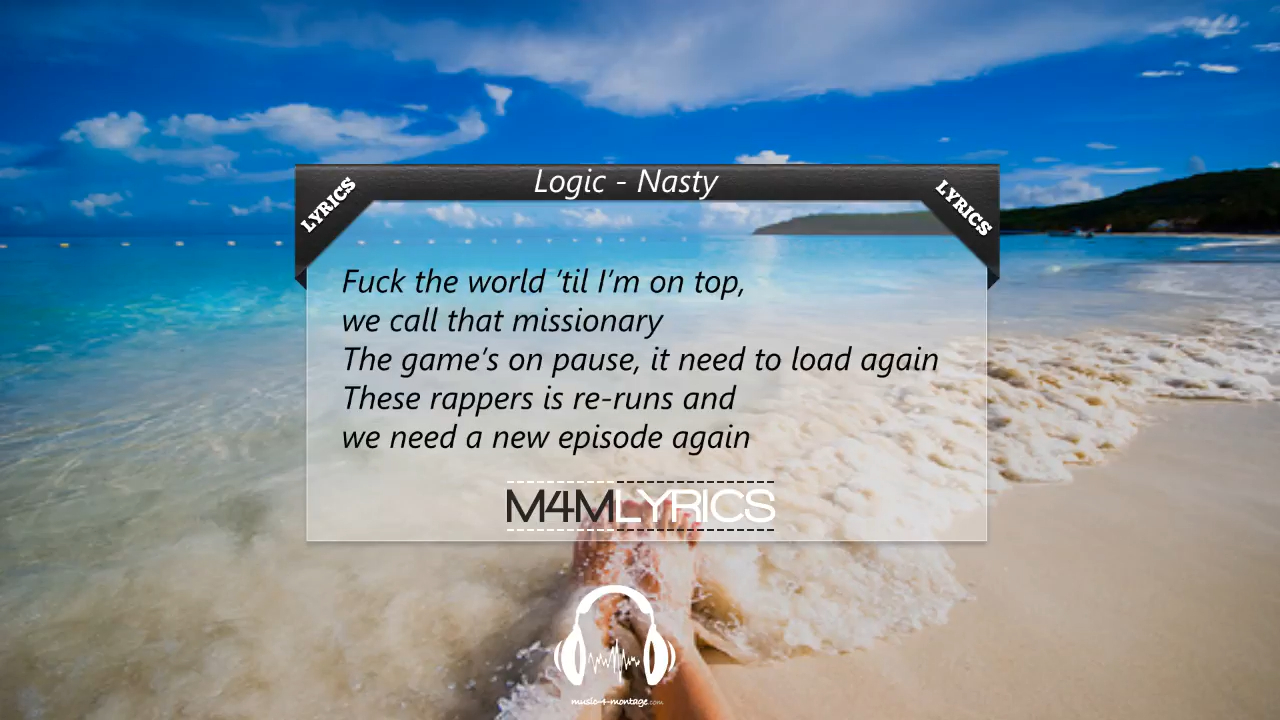 Logic - Nasty
LYRICS
LYRICS
Fuck the world 'til I'm on top,
we call that missionary
The game's on pause, it need to load again
These rappers is re-runs and
we need a new episode again
M4MLYRICS
music-4-montage.com